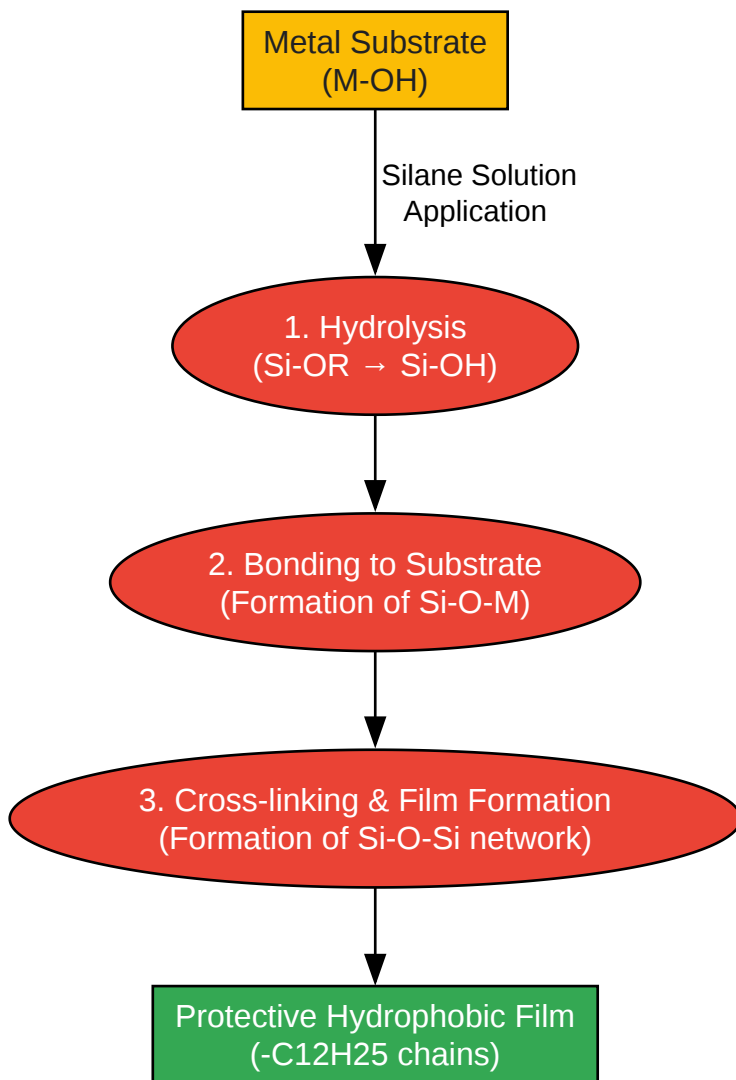 Metal Substrate
(M-OH)
Silane Solution
Application
1. Hydrolysis
(Si-OR → Si-OH)
2. Bonding to Substrate
(Formation of Si-O-M)
3. Cross-linking & Film Formation
(Formation of Si-O-Si network)
Protective Hydrophobic Film
(-C12H25 chains)